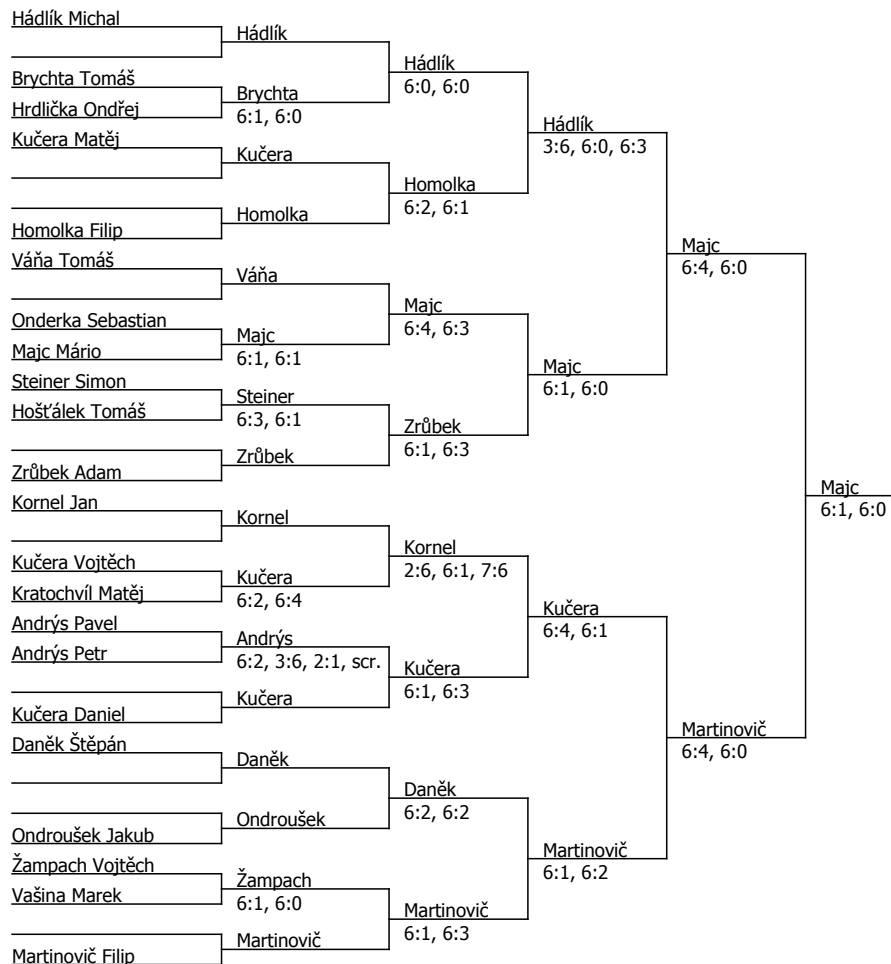 Hádlík Michal
Brychta Tomáš
Hrdlička Ondřej
Kučera Matěj
Homolka Filip
Váňa Tomáš
Onderka Sebastian
Majc Mário
Steiner Simon
Hošťálek Tomáš
Zrůbek Adam
Kornel Jan
Kučera Vojtěch
Kratochvíl Matěj
Andrýs Pavel
Andrýs Petr
Kučera Daniel
Daněk Štěpán
Ondroušek Jakub
Žampach Vojtěch
Vašina Marek
Martinovič Filip
Hádlík
Brychta
6:1, 6:0
Kučera
Homolka
Váňa
Majc
6:1, 6:1
Steiner
6:3, 6:1
Zrůbek
Kornel
Kučera
6:2, 6:4
Andrýs
6:2, 3:6, 2:1, scr.
Kučera
Daněk
Ondroušek
Žampach
6:1, 6:0
Martinovič
Hádlík
6:0, 6:0
Homolka
6:2, 6:1
Majc
6:4, 6:3
Zrůbek
6:1, 6:3
Kornel
2:6, 6:1, 7:6
Kučera
6:1, 6:3
Daněk
6:2, 6:2
Martinovič
6:1, 6:3
Hádlík
3:6, 6:0, 6:3
Majc
6:1, 6:0
Kučera
6:4, 6:1
Martinovič
6:1, 6:2
Majc
6:4, 6:0
Martinovič
6:4, 6:0
Majc
6:1, 6:0